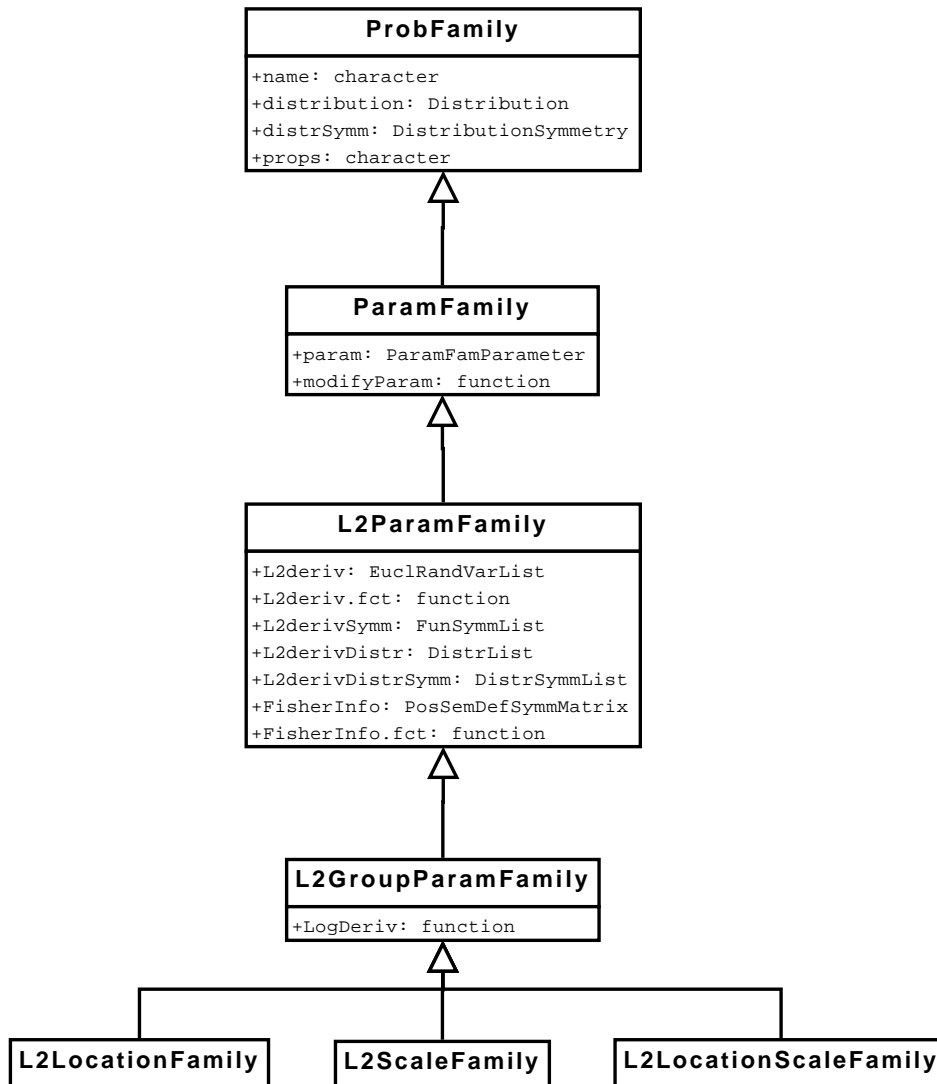 ProbFamily
+name: character
+distribution: Distribution
+distrSymm: DistributionSymmetry
+props: character
ParamFamily
+param: ParamFamParameter
+modifyParam: function
L2ParamFamily
+L2deriv: EuclRandVarList
+L2deriv.fct: function
+L2derivSymm: FunSymmList
+L2derivDistr: DistrList
+L2derivDistrSymm: DistrSymmList
+FisherInfo: PosSemDefSymmMatrix
+FisherInfo.fct: function
L2GroupParamFamily
+LogDeriv: function
L2LocationFamily
L2ScaleFamily
L2LocationScaleFamily